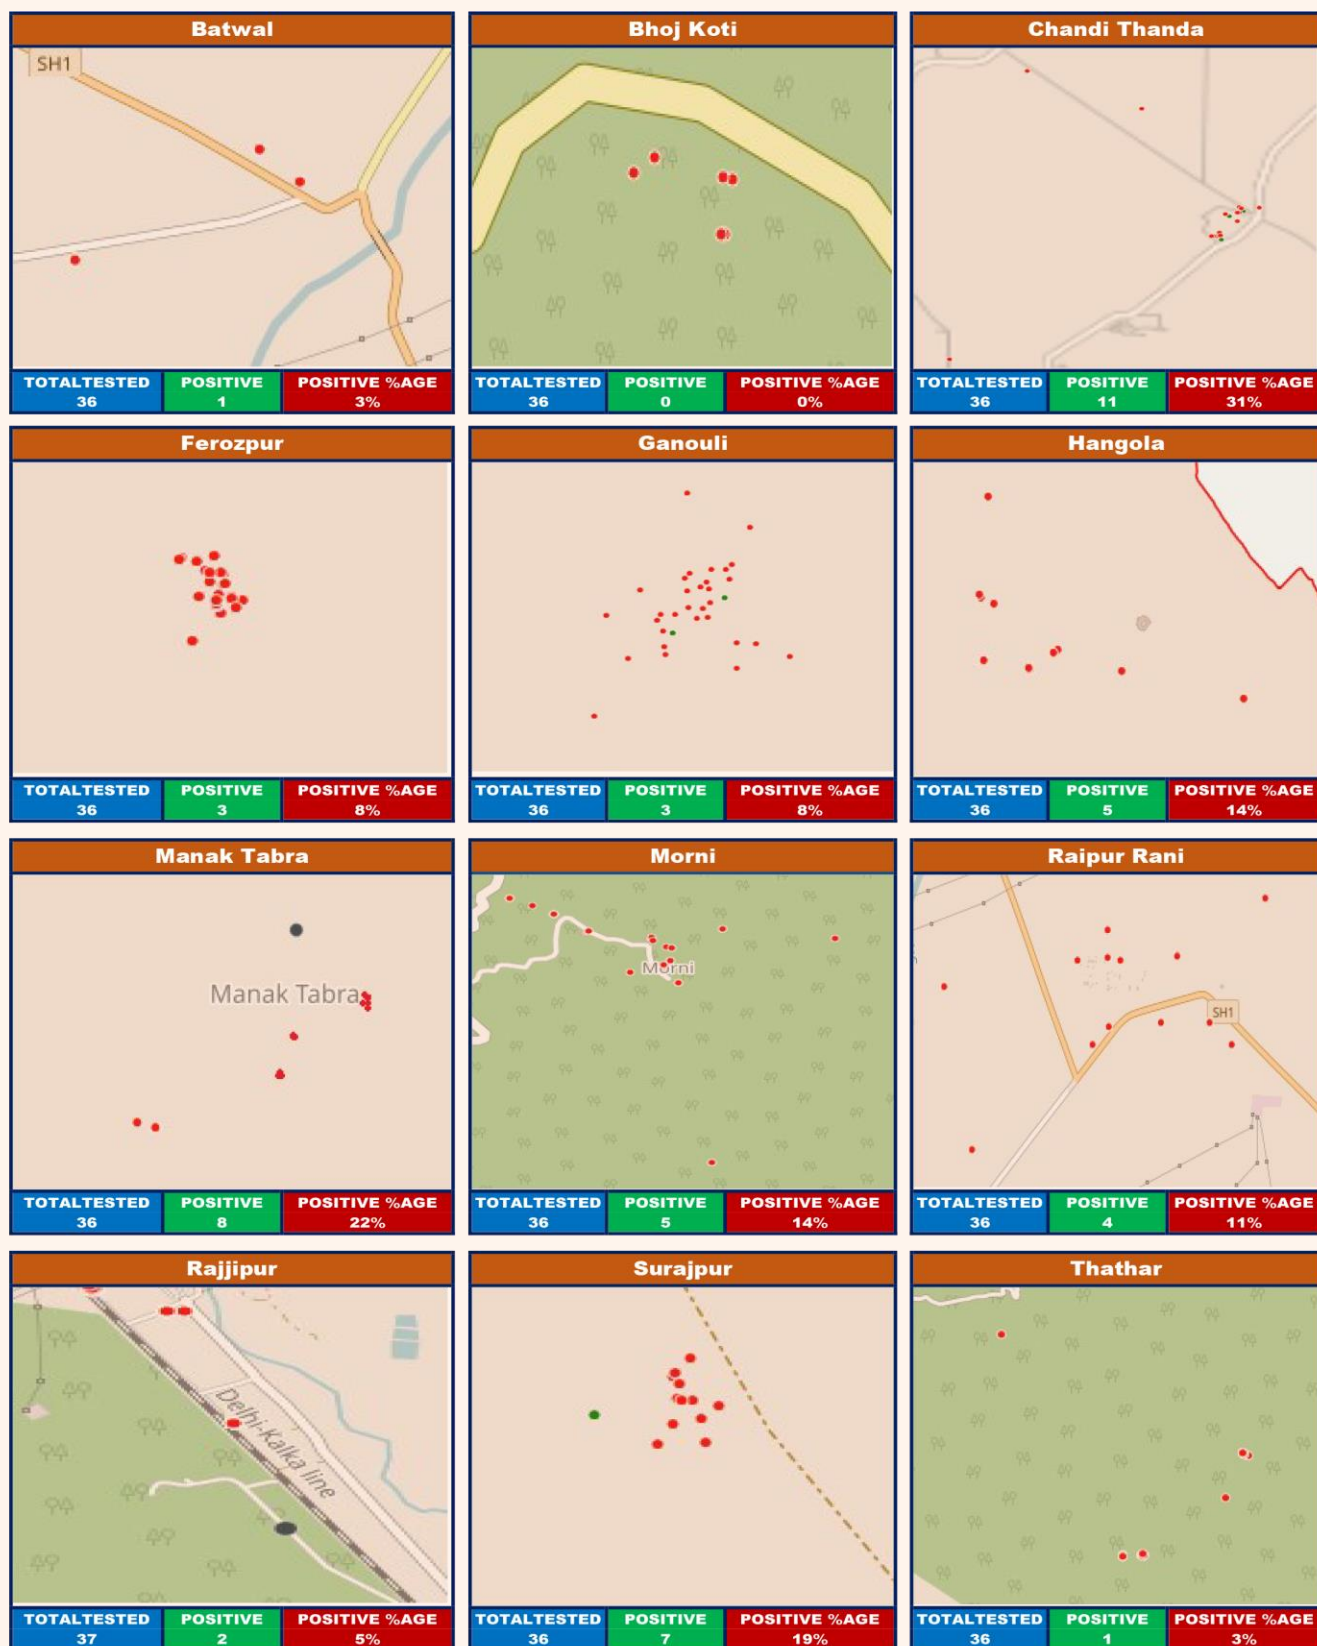 Batwal
SH1
TOTALTESTED POSITIVE POSITIVE %AGE
36 1 3%
Bhoj Koti
TOTALTESTED POSITIVE POSITIVE %AGE
36 0 0%
Chandi Thanda
TOTALTESTED POSITIVE POSITIVE %AGE
36 11 31%
Ferozpur
TOTALTESTED POSITIVE POSITIVE %AGE
36 3 8%
Ganouli
TOTALTESTED POSITIVE POSITIVE %AGE
36 3 8%
Hangola
TOTALTESTED POSITIVE POSITIVE %AGE
36 5 14%
Manak Tabra
Manak Tabra
TOTALTESTED POSITIVE POSITIVE %AGE
36 8 22%
Morni
Morni
TOTALTESTED POSITIVE POSITIVE %AGE
36 5 14%
Raipur Rani
SH1
TOTALTESTED POSITIVE POSITIVE %AGE
36 4 11%
Rajjipur
Delhi-Kalka line
TOTALTESTED POSITIVE POSITIVE %AGE
37 2 5%
Surajpur
TOTALTESTED POSITIVE POSITIVE %AGE
36 7 19%
Thathar
TOTALTESTED POSITIVE POSITIVE %AGE
36 1 3%